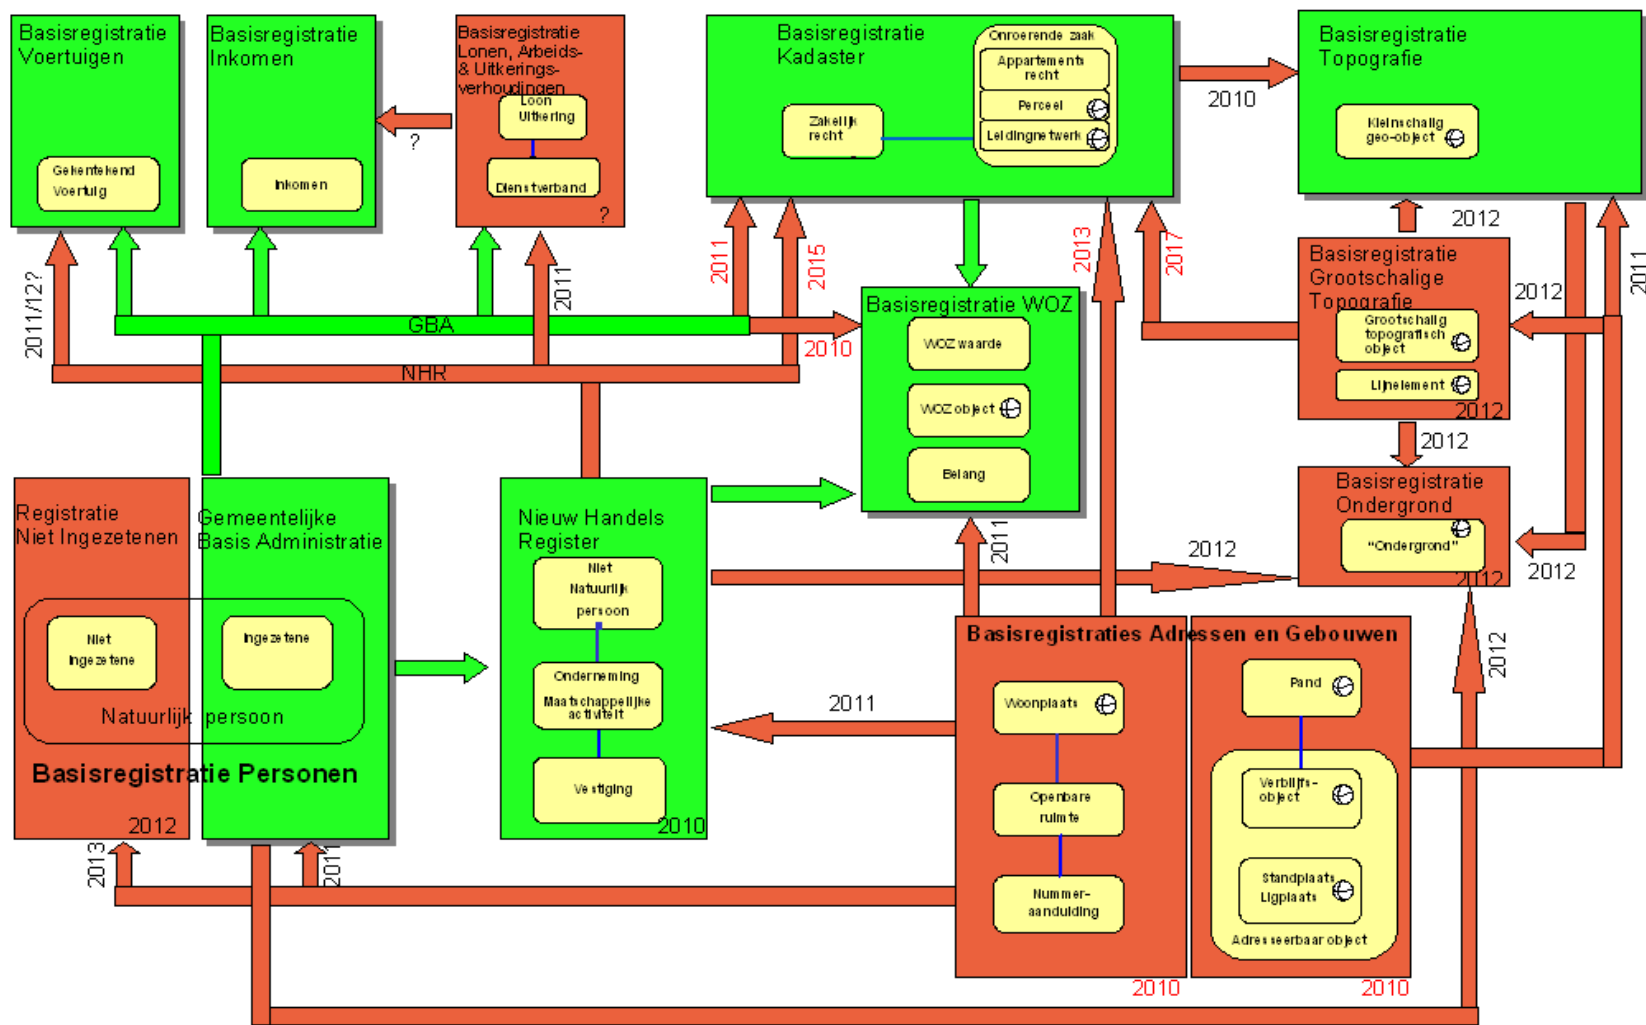 Basisregistratie
Voertuigen
Gekentekend
Voertuig
Basisregistratie
Inkomen
Inkomen
Basisregistratie
Lonen, Arbeids-
& Uitkerings-
verhoudingen
Loon
Uitkering
Dienstverband
?
?
Basisregistratie
Kadaster
Zakelijk
recht
Onroerende zaak
Appartements
recht
Perceel
Leidingnetwerk
2010
Basisregistratie
Topografie
Kleinschalig
geo-object
2011/12?
2011
2011
2015
2013
2017
2012
2012
2011
GBA
NHR
2010
Basisregistratie WOZ
WOZ waarde
WOZ object
Belang
2011
Basisregistratie
Grootschalige
Topografie
Grootschalig
topografisch
object
Lijnelement
2012
2012
Basisregistratie
Ondergrond
"Ondergrond"
2012
2012
2012
2012
Registratie
Niet Ingezetenen
Niet
Ingezetene
Gemeentelijke
Basis Administratie
Ingezetene
Natuurlijk persoon
Basisregistratie Personen
2012
2013
2011
Nieuw Handels
Register
Niet
Natuurlijk
persoon
Onderneming
Maatschappelijke
activiteit
Vestiging
2010
2011
Basisregistraties Adressen en Gebouwen
Woonplaats
Openbare
ruimte
Nummer-
aanduiding
2010
Pand
Verblijfs-
object
Standplaats
Ligplaats
Adresseerbaar object
2010